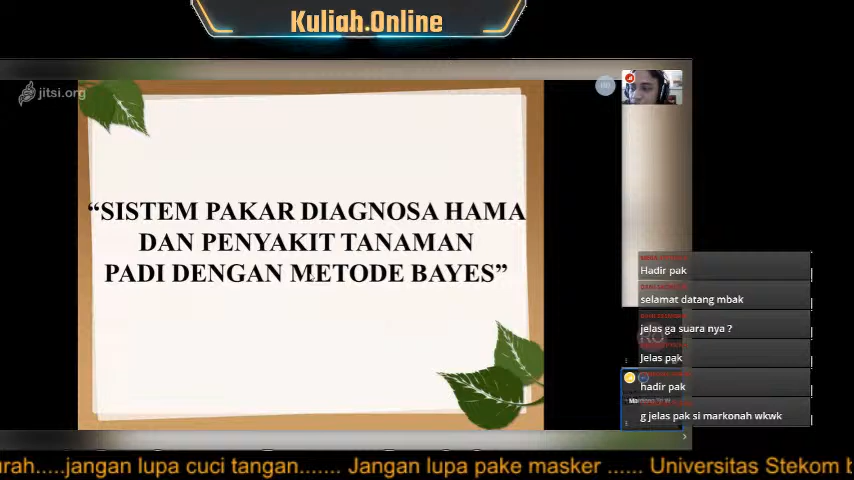 Kuliah.Online
jitsi.org
“SISTEM PAKAR DIAGNOSA HAMA
DAN PENYAKIT TANAMAN
PADI DENGAN METODE BAYES”
Hadir pak
selamat datang mbak
jelas ga suara nya ?
Jelas pak
hadir pak
g jelas pak si markonah wkwk
urah.....jangan lupa cuci tangan....... Jangan lupa pake masker ...... Universitas Stekom b